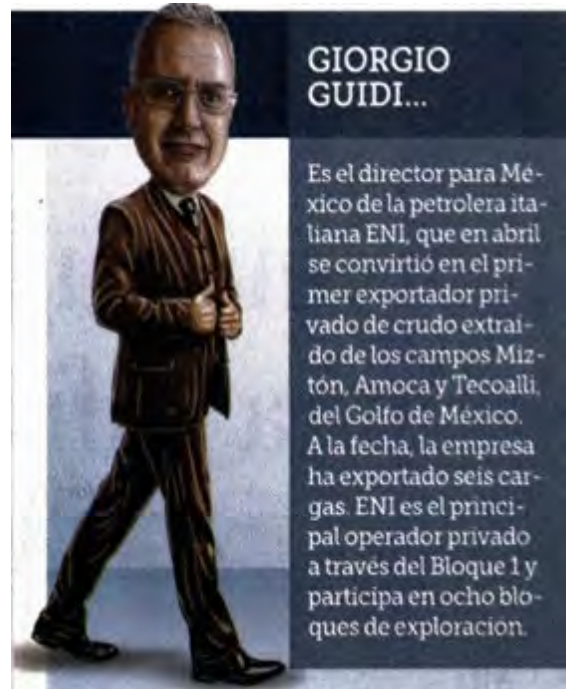 GIORGIO
GUIDI...
Es el director para Mé-
xico de la petrolera ita-
liana ENI, que en abril
se convirtió en el pri-
mer exportador pri-
vado de crudo extraí-
do de los campos Miz-
tón, Amoca y Tecoalli,
del Golfo de México.
A la fecha, la empresa
ha exportado seis car-
gas. ENI es el princi-
pal operador privado
a través del Bloque 1 y
participa en ocho blo-
ques de exploración.